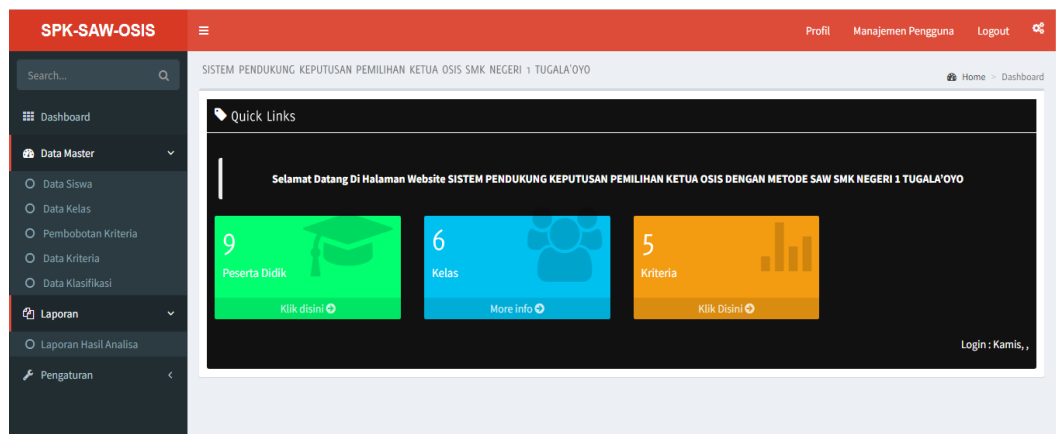 SPK-SAW-OSIS
Profil Manajemen Pengguna Logout
Search...
SISTEM PENDUKUNG KEPUTUSAN PEMILIHAN KETUA OSIS SMK NEGERI 1 TUGALA'OYO
Home > Dashboard
Dashboard
Data Master
Data Siswa
Data Kelas
Pembobotan Kriteria
Data Kriteria
Data Klasifikasi
Laporan
Laporan Hasil Analisa
Pengaturan
Quick Links
Selamat Datang Di Halaman Website SISTEM PENDUKUNG KEPUTUSAN PEMILIHAN KETUA OSIS DENGAN METODE SAW SMK NEGERI 1 TUGALA'OYO
9
Peserta Didik
Klik disini
6
Kelas
More info
5
Kriteria
Klik Disini
Login : Kamis, ,